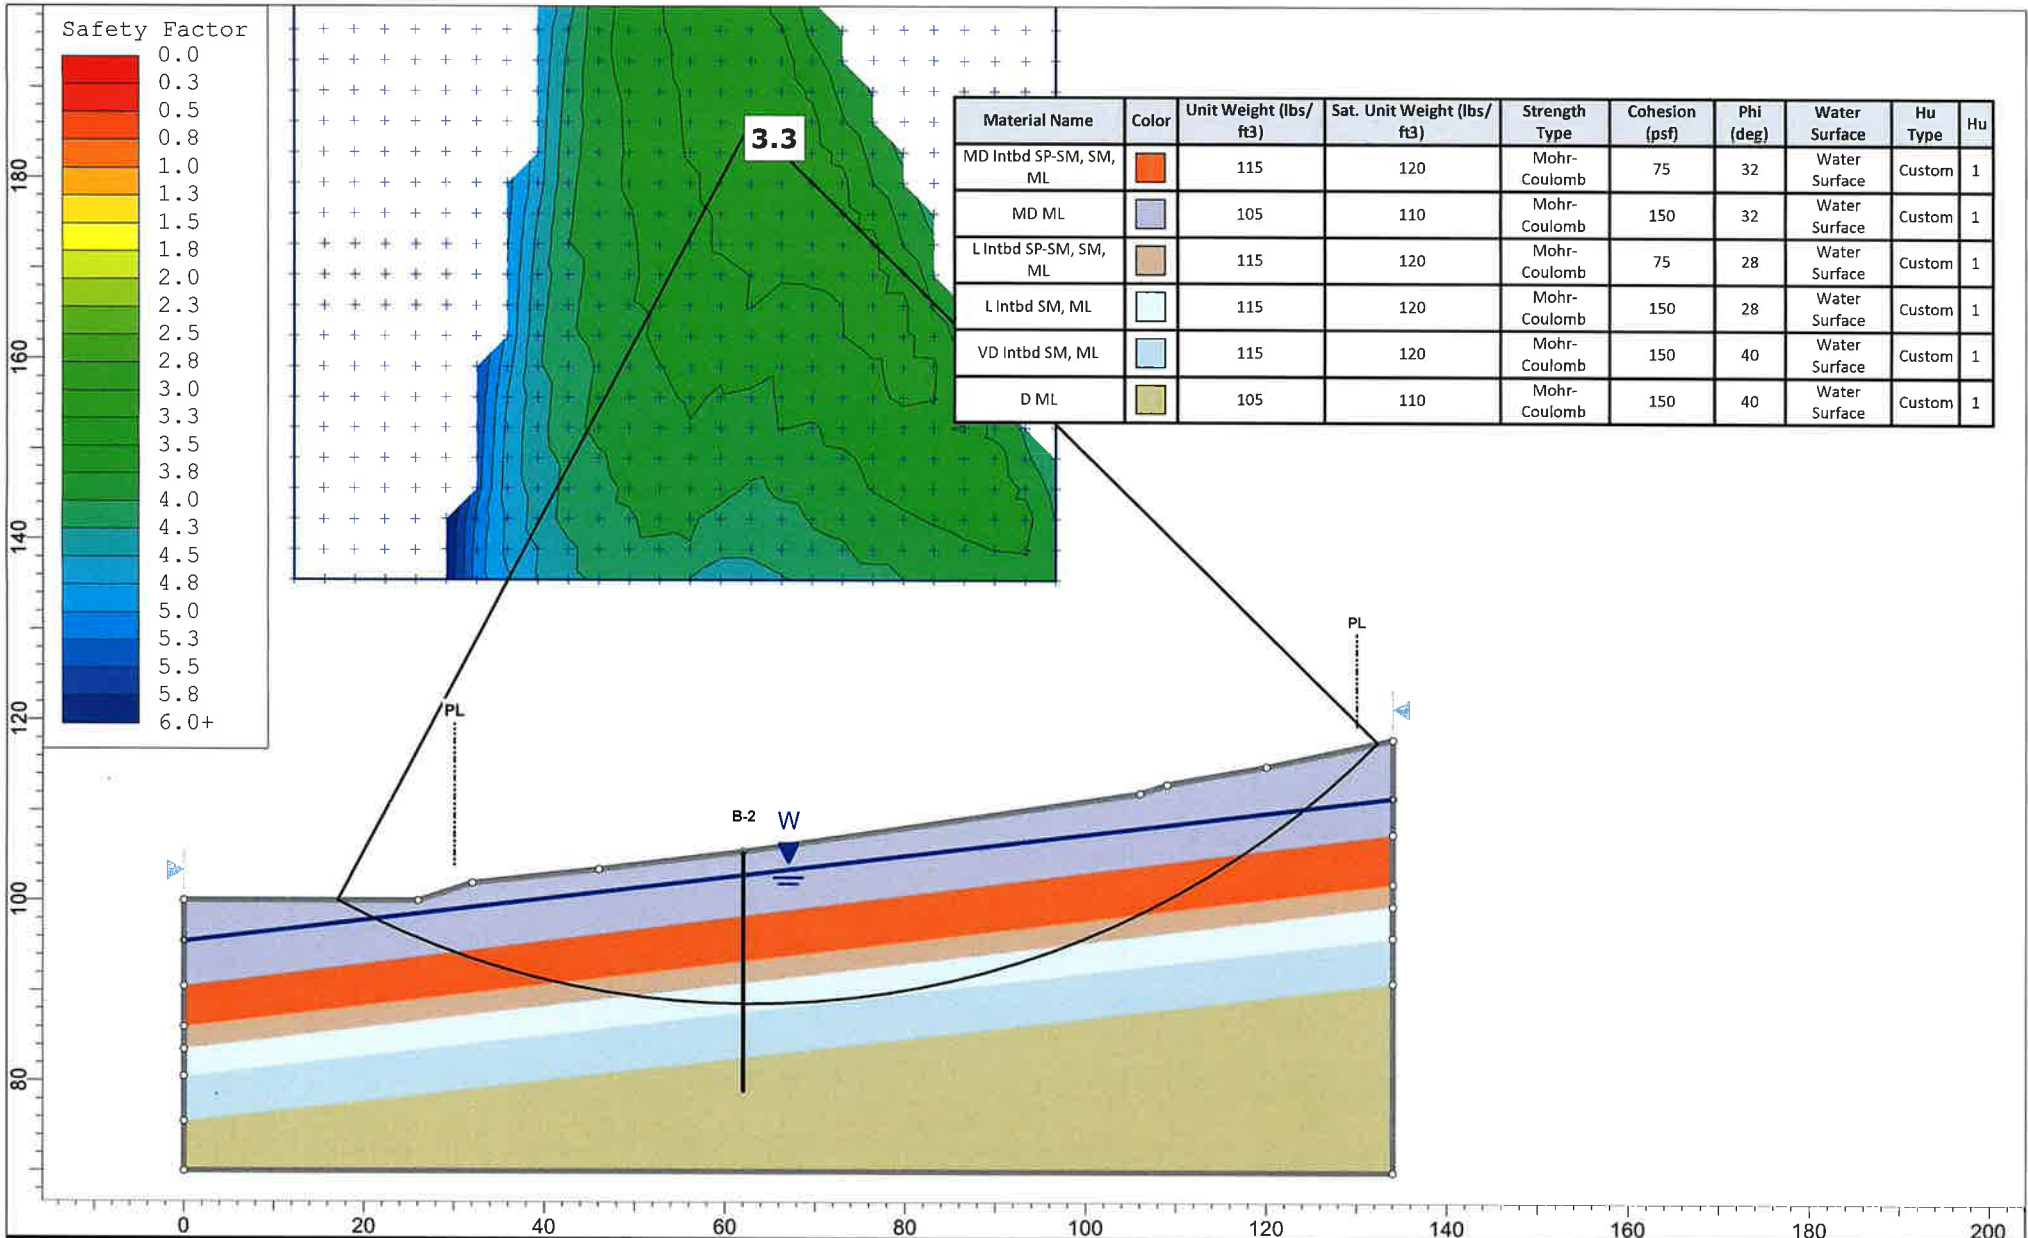 Safety Factor
0.0
0.3
0.5
0.8
1.0
1.3
1.5
1.8
2.0
2.3
2.5
2.8
3.0
3.3
3.5
3.8
4.0
4.3
4.5
4.8
5.0
5.3
5.5
5.8
6.0+
3.3
Material Name Color Unit Weight (lbs/ Sat. Unit Weight (lbs/ Strength Cohesion Phi Water Hu Hu
ft3) ft3) Type (psf) (deg) Surface Type
MD Intbd SP-SM, SM, 115 120 Mohr- 75 32 Water Custom 1
ML Coulomb Surface
MD ML 105 110 Mohr- 150 32 Water Custom 1
Coulomb Surface
L Intbd SP-SM, SM, 115 120 Mohr- 75 28 Water Custom 1
ML Coulomb Surface
L Intbd SM, ML 115 120 Mohr- 150 28 Water Custom 1
Coulomb Surface
VD Intbd SM, ML 115 120 Mohr- 150 40 Water Custom 1
Coulomb Surface
D ML 105 110 Mohr- 150 40 Water Custom 1
Coulomb Surface
180
160
140
120
100
80
PL
PL
B-2 W
0 20 40 60 80 100 120 140 160 180 200